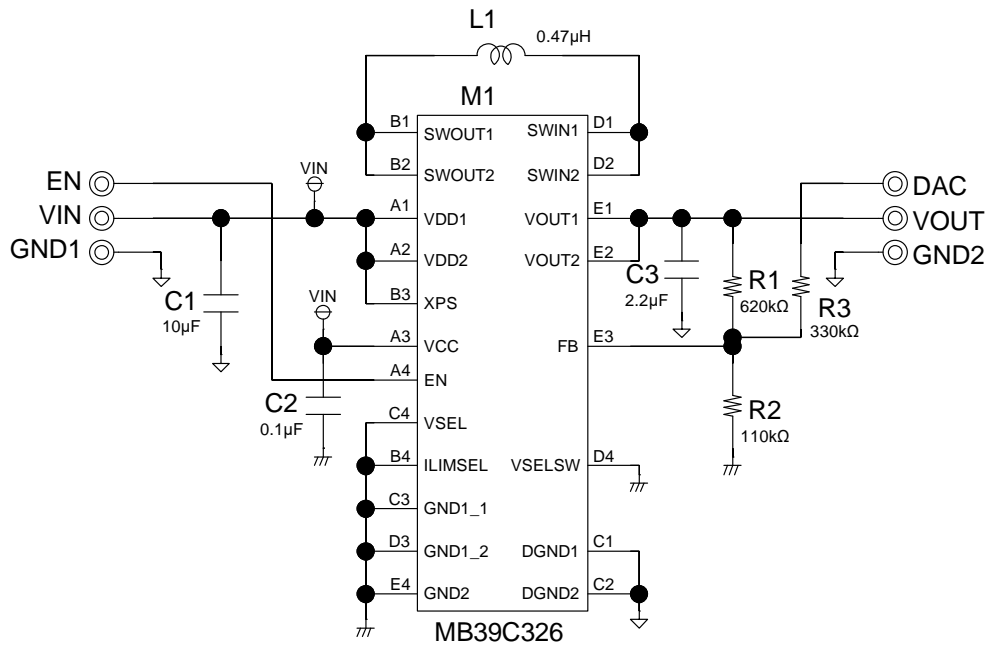 L1
0.47µH
M1
B1
SWOUT1
SWIN1
D1
B2
SWOUT2
SWIN2
D2
EN
VIN
DAC
VIN
A1
VDD1
VOUT1
E1
VOUT
GND1
A2
VDD2
VOUT2
E2
GND2
C1
10µF
VIN
B3
XPS
C3
2.2µF
R1
620kΩ
R3
330kΩ
A3
VCC
FB
E3
A4
EN
C2
0.1µF
C4
VSEL
R2
110kΩ
B4
ILIMSEL
VSELSW
D4
C3
GND1_1
D3
GND1_2
DGND1
C1
E4
GND2
DGND2
C2
MB39C326